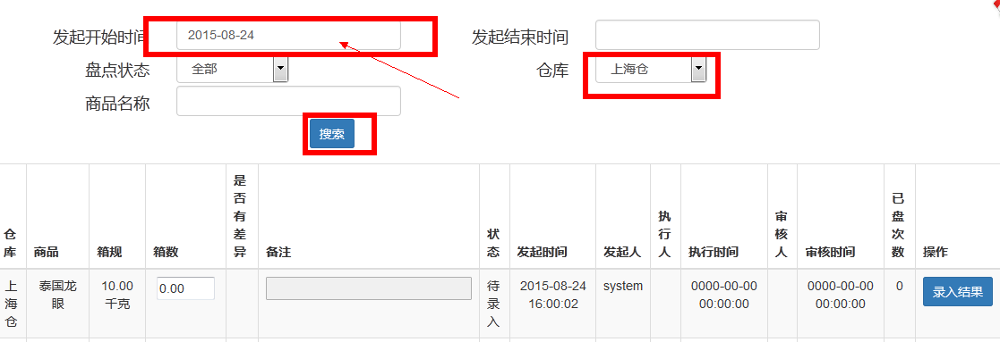 发起开始时间 2015-08-24 发起结束时间
盘点状态 全部 仓库 上海仓
商品名称
搜索
仓库 商品 箱规 箱数 是否有差异 备注 状态 发起时间 发起人 执行人 执行时间 审核人 审核时间 已盘次数 操作
上海仓 泰国龙眼 10.00千克 0.00 待录入 2015-08-24 16:00:02 system 0000-00-00 00:00:00 0000-00-00 00:00:00 0 录入结果